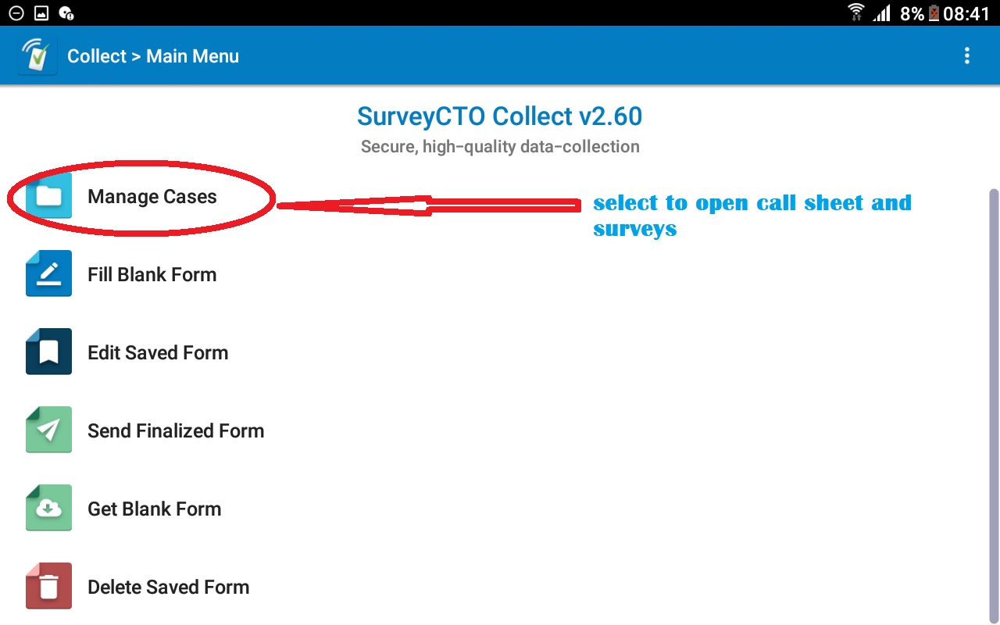 8% 08:41
Collect > Main Menu
SurveyCTO Collect v2.60
Secure, high-quality data-collection
Manage Cases
select to open call sheet and
surveys
Fill Blank Form
Edit Saved Form
Send Finalized Form
Get Blank Form
Delete Saved Form